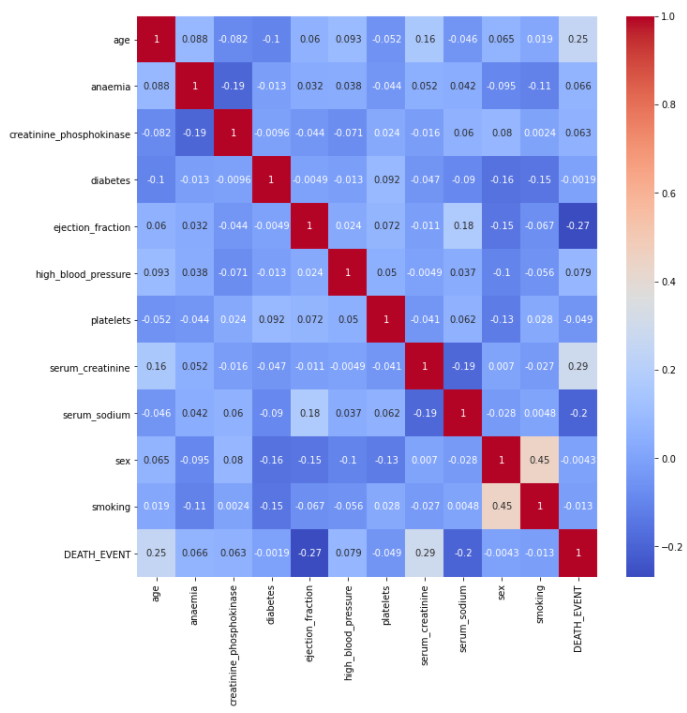 age 1 0.088 -0.082 -0.1 0.06 0.093 -0.052 0.16 -0.046 0.065 0.019 0.25
anaemia 0.088 1 -0.19 -0.013 0.032 0.038 -0.044 0.052 0.042 -0.095 -0.11 0.066
creatinine_phosphokinase -0.082 -0.19 1 -0.0096 -0.044 -0.071 0.024 -0.016 0.06 0.08 0.0024 0.063
diabetes -0.1 -0.013 -0.0096 1 -0.0049 -0.013 0.092 -0.047 -0.09 -0.16 -0.15 -0.0019
ejection_fraction 0.06 0.032 -0.044 -0.0049 1 0.024 0.072 -0.011 0.18 -0.15 -0.067 -0.27
high_blood_pressure 0.093 0.038 -0.071 -0.013 0.024 1 0.05 -0.0049 0.037 -0.1 -0.056 0.079
platelets -0.052 -0.044 0.024 0.092 0.072 0.05 1 -0.041 0.062 -0.13 0.028 -0.049
serum_creatinine 0.16 0.052 -0.016 -0.047 -0.011 -0.0049 -0.041 1 -0.19 0.007 -0.027 0.29
serum_sodium -0.046 0.042 0.06 -0.09 0.18 0.037 0.062 -0.19 1 -0.028 0.0048 -0.2
sex 0.065 -0.095 0.08 -0.16 -0.15 -0.1 -0.13 0.007 -0.028 1 0.45 -0.0043
smoking 0.019 -0.11 0.0024 -0.15 -0.067 -0.056 0.028 -0.027 0.0048 0.45 1 -0.013
DEATH_EVENT 0.25 0.066 0.063 -0.0019 -0.27 0.079 -0.049 0.29 -0.2 -0.0043 -0.013 1
age
anaemia
creatinine_phosphokinase
diabetes
ejection_fraction
high_blood_pressure
platelets
serum_creatinine
serum_sodium
sex
smoking
DEATH_EVENT
1.0
0.8
0.6
0.4
0.2
0.0
−0.2